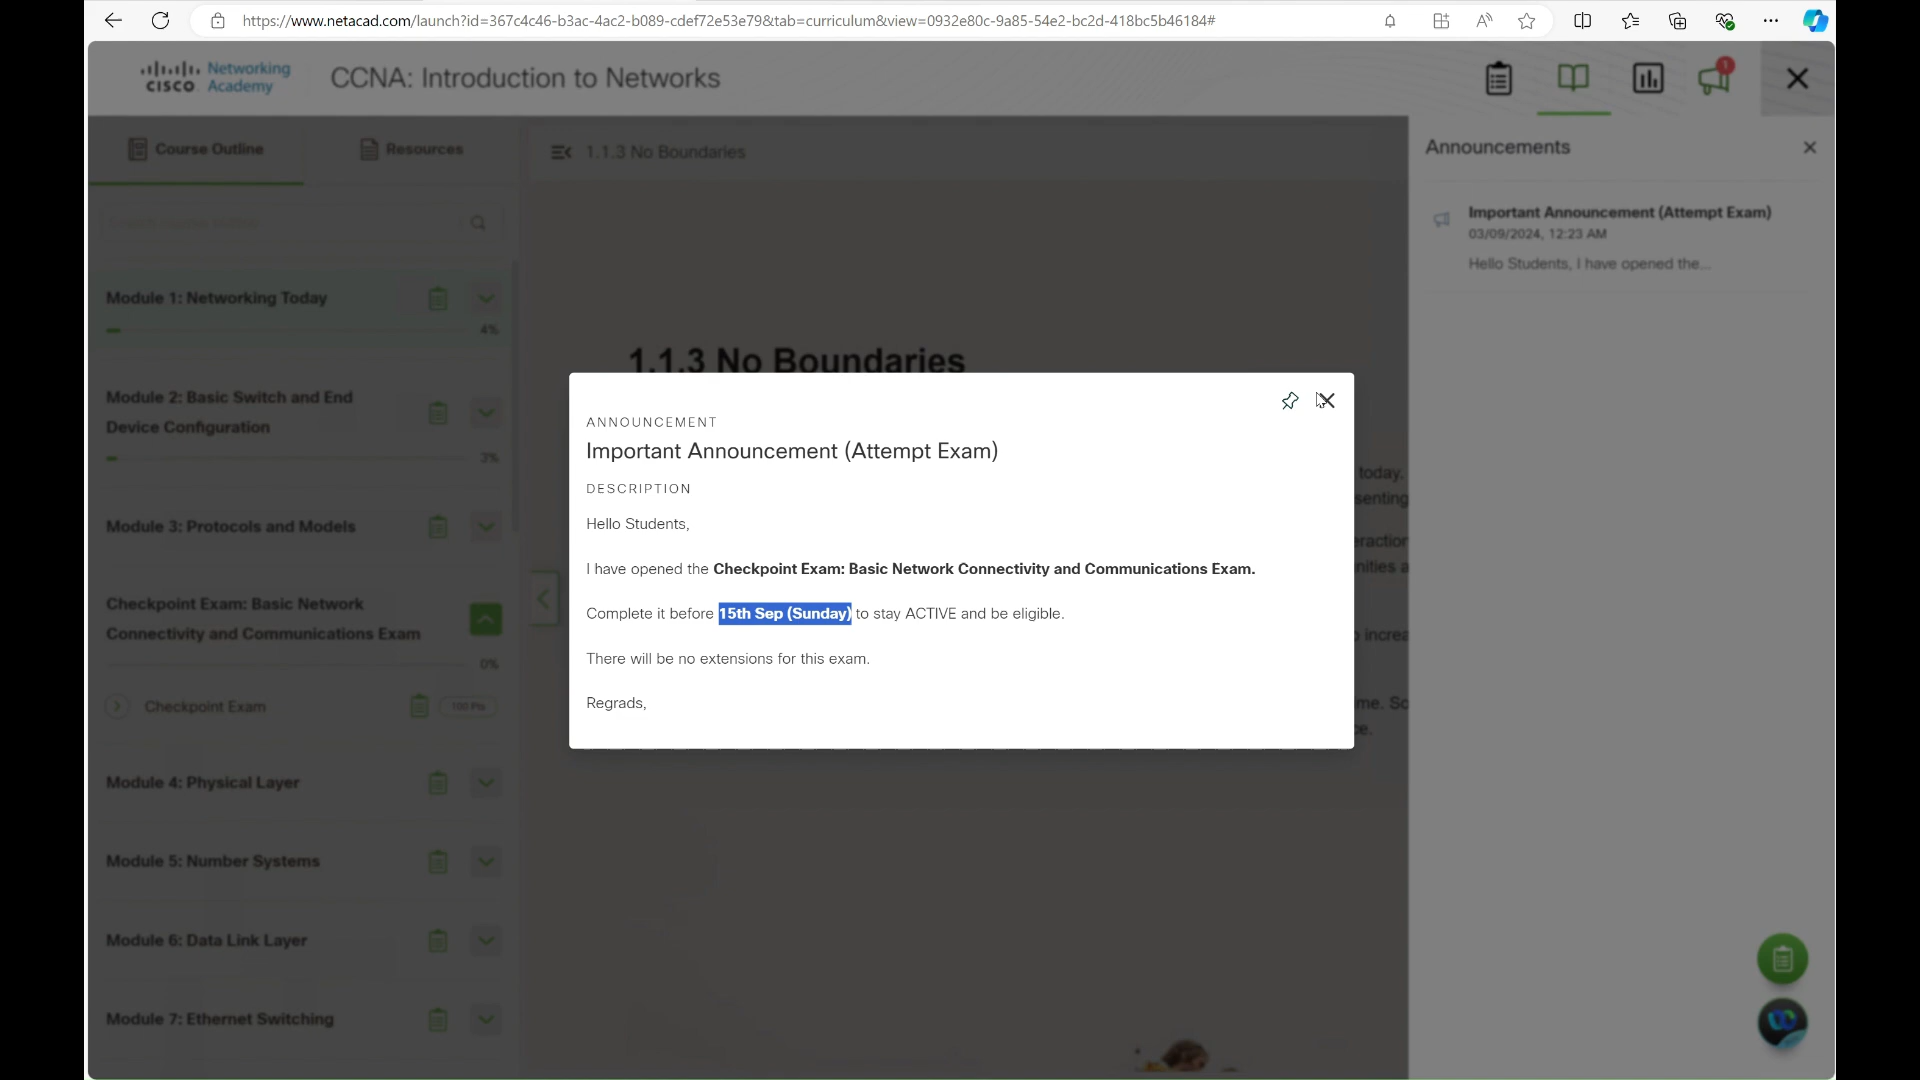 https://www.netacad.com/launch?id=367c4c46-b3ac-4ac2-b089-cdef72e53e79&tab=curriculum&view=0932e80c-9a85-54e2-bc2d-418bc5b46184#
CISCO Networking Academy
CCNA: Introduction to Networks
1
Course Outline
Resources
1.1.3 No Boundaries
Announcements
Module 1: Networking Today
4%
Module 2: Basic Switch and End
Device Configuration
3%
Module 3: Protocols and Models
Checkpoint Exam: Basic Network
Connectivity and Communications Exam
0%
Checkpoint Exam
100 Pts
Module 4: Physical Layer
Module 5: Number Systems
Module 6: Data Link Layer
Module 7: Ethernet Switching
1.1.3 No Boundaries
today.
ANNOUNCEMENT
Important Announcement (Attempt Exam)
DESCRIPTION
Hello Students,
I have opened the Checkpoint Exam: Basic Network Connectivity and Communications Exam.
Complete it before 15th Sep (Sunday) to stay ACTIVE and be eligible.
There will be no extensions for this exam.
Regrads,
Important Announcement (Attempt Exam)
03/09/2024, 12:23 AM
Hello Students, I have opened the...